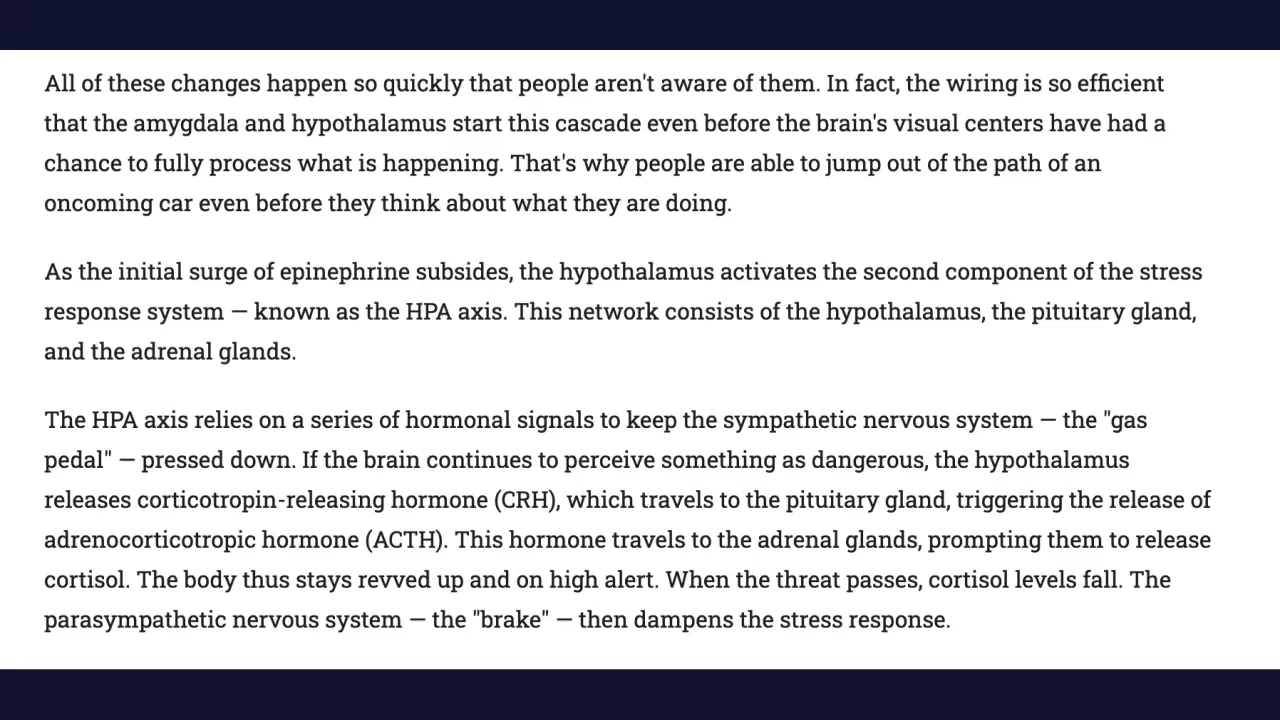 All of these changes happen so quickly that people aren't aware of them. In fact, the wiring is so efficient
that the amygdala and hypothalamus start this cascade even before the brain's visual centers have had a
chance to fully process what is happening. That's why people are able to jump out of the path of an
oncoming car even before they think about what they are doing.
As the initial surge of epinephrine subsides, the hypothalamus activates the second component of the stress
response system — known as the HPA axis. This network consists of the hypothalamus, the pituitary gland,
and the adrenal glands.
The HPA axis relies on a series of hormonal signals to keep the sympathetic nervous system — the "gas
pedal" — pressed down. If the brain continues to perceive something as dangerous, the hypothalamus
releases corticotropin-releasing hormone (CRH), which travels to the pituitary gland, triggering the release of
adrenocorticotropic hormone (ACTH). This hormone travels to the adrenal glands, prompting them to release
cortisol. The body thus stays revved up and on high alert. When the threat passes, cortisol levels fall. The
parasympathetic nervous system — the "brake" — then dampens the stress response.